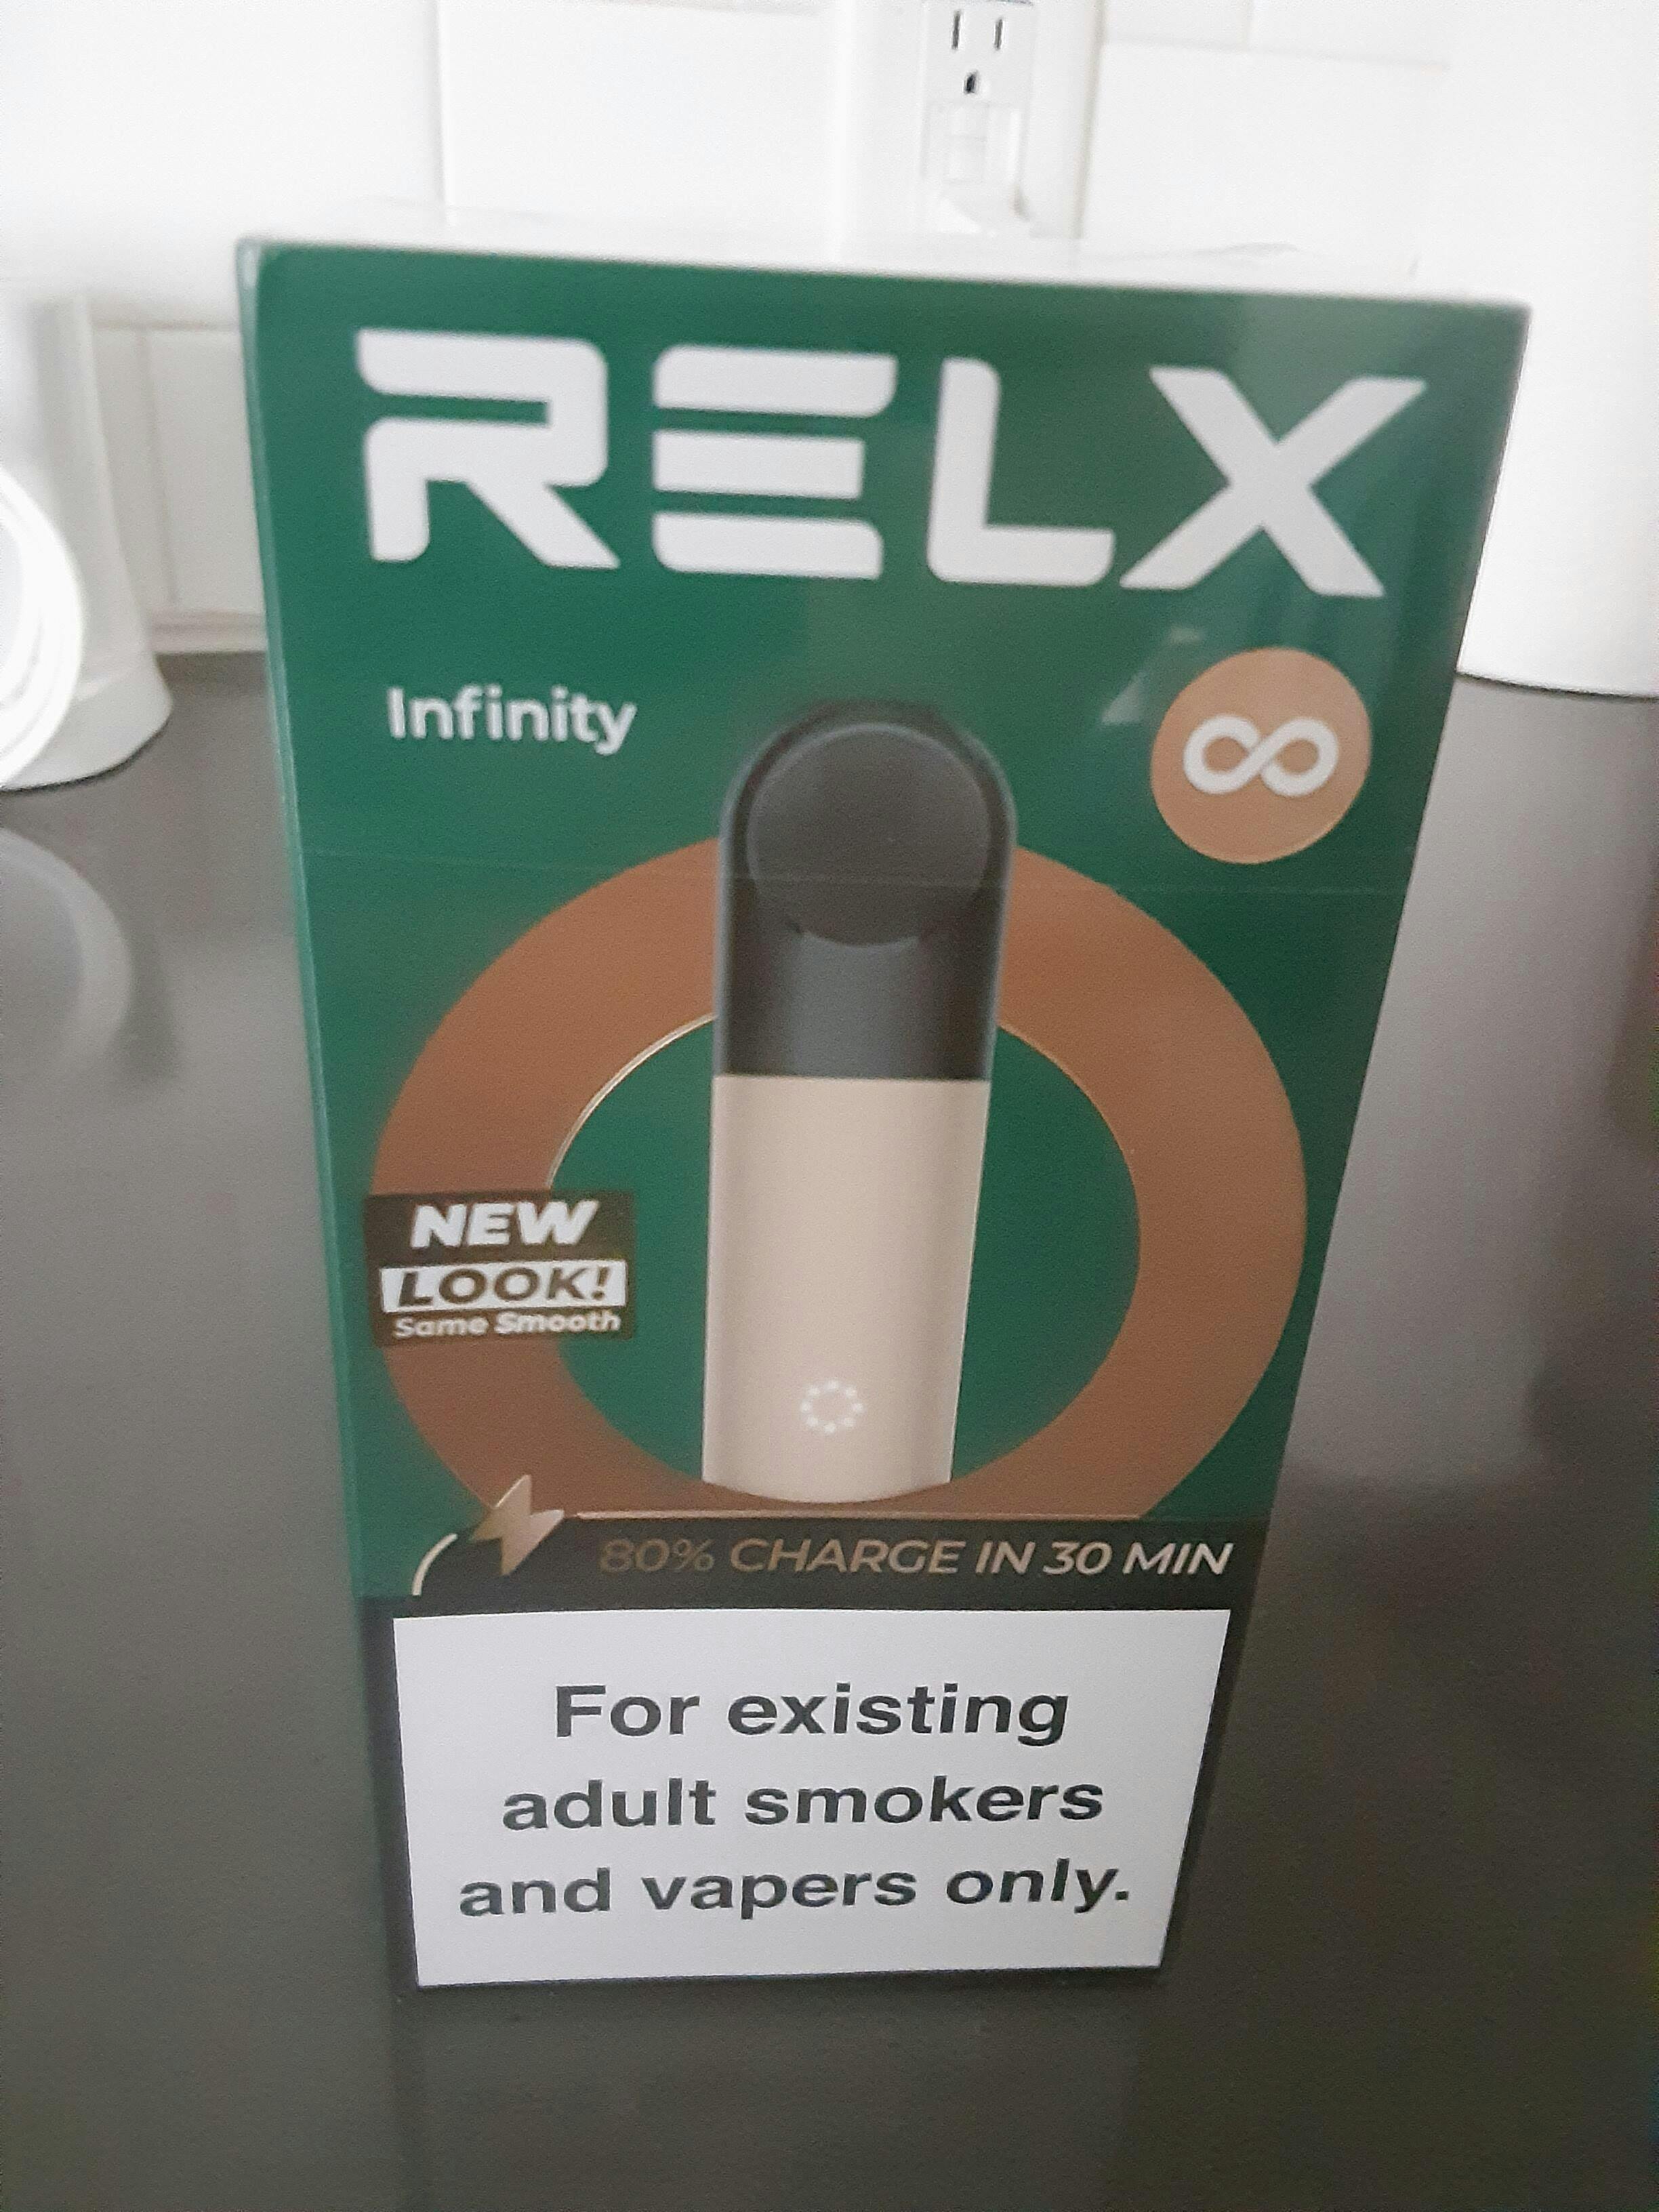 RELX
Infinity
NEW
LOOK!
Same Smooth
80% CHARGE IN 30 MIN
For existing
adult smokers
and vapers only.